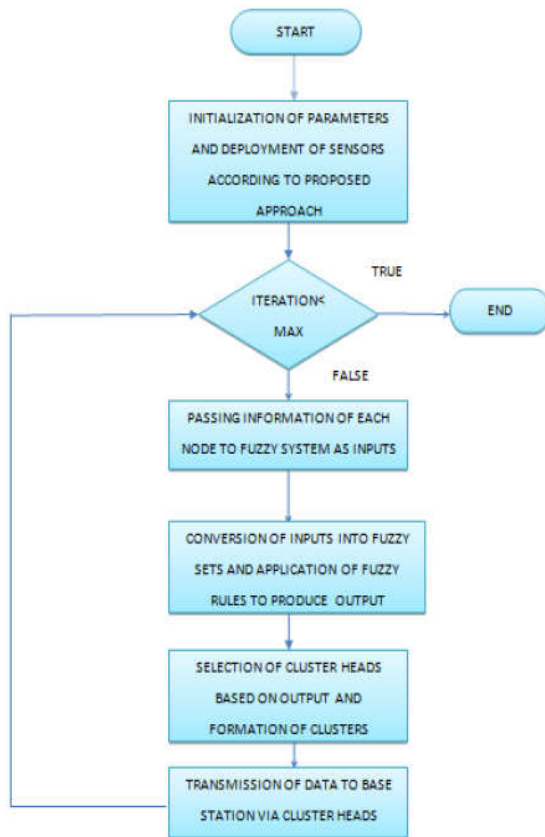 START
INITIALIZATION OF PARAMETERS
AND DEPLOYMENT OF SENSORS
ACCORDING TO PROPOSED
APPROACH
TRUE
ITERATION<
MAX
END
FALSE
PASSING INFORMATION OF EACH
NODE TO FUZZY SYSTEM AS INPUTS
CONVERSION OF INPUTS INTO FUZZY
SETS AND APPLICATION OF FUZZY
RULES TO PRODUCE OUTPUT
SELECTION OF CLUSTER HEADS
BASED ON OUTPUT AND
FORMATION OF CLUSTERS
TRANSMISSION OF DATA TO BASE
STATION VIA CLUSTER HEADS